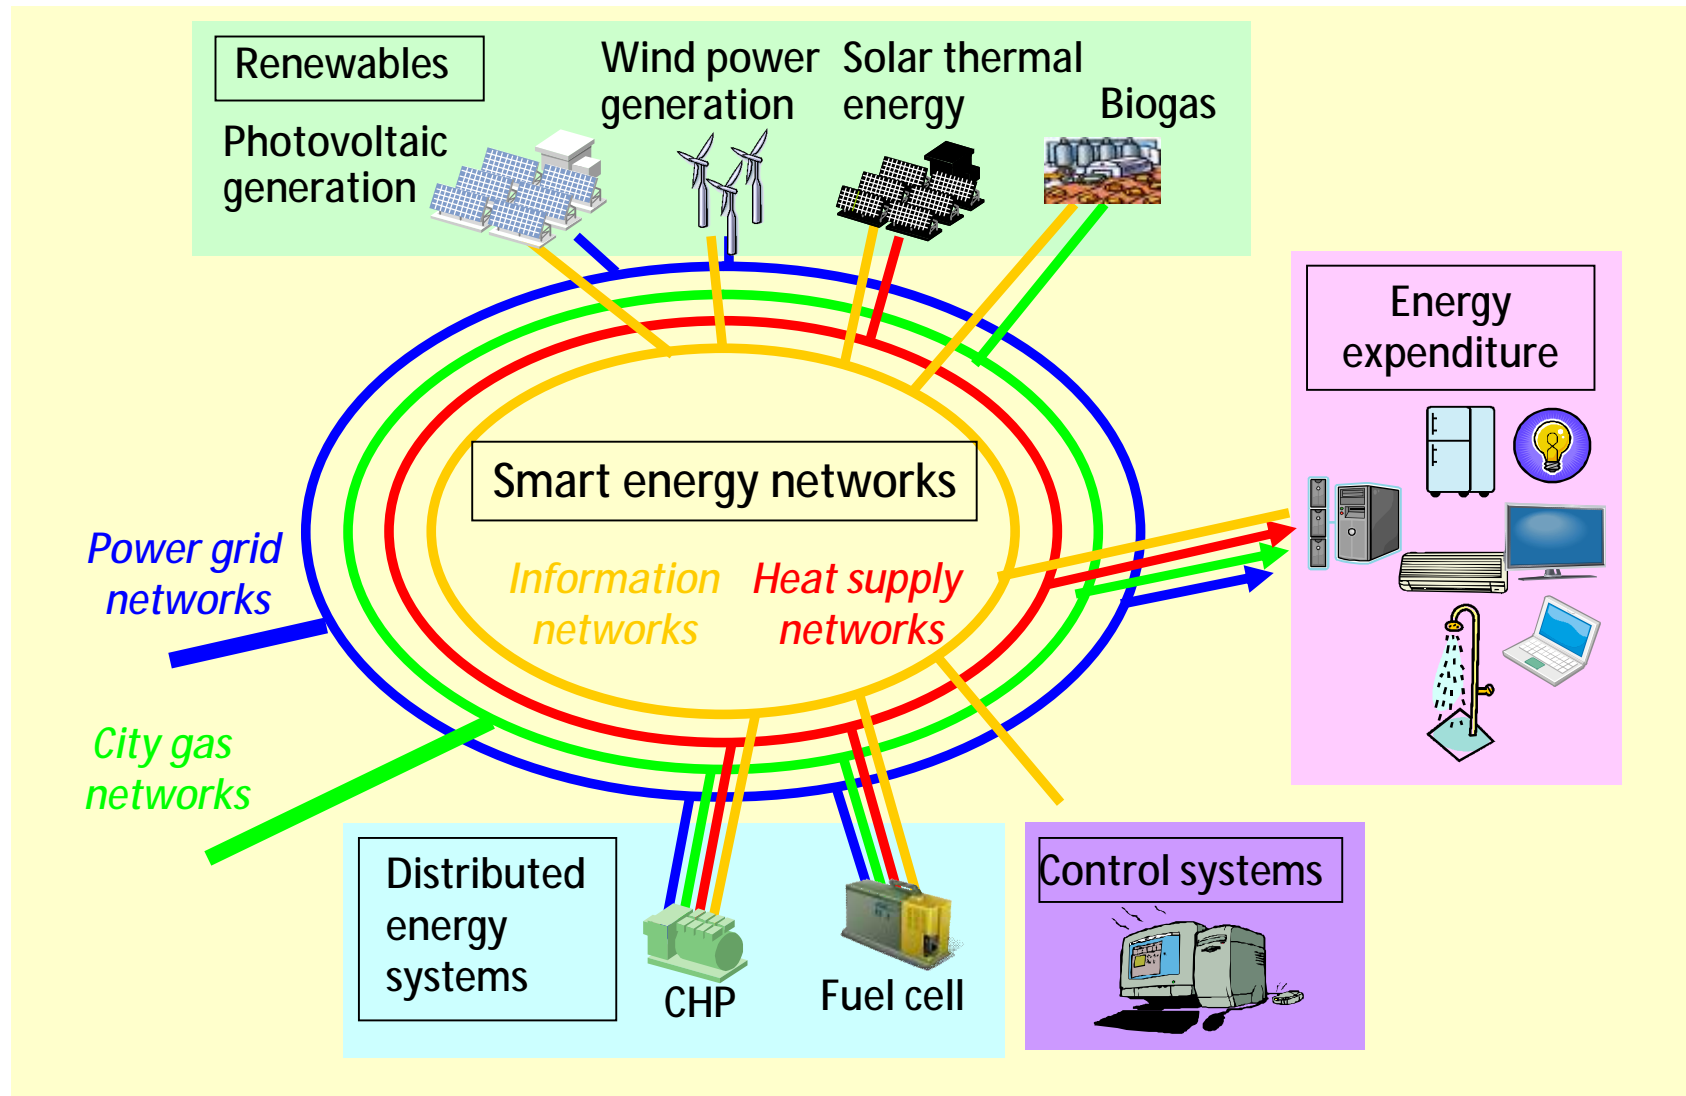 Renewables
Wind power
generation
Solar thermal
energy
Biogas
Photovoltaic
generation
Energy
expenditure
Smart energy networks
Power grid
networks
Information
networks
Heat supply
networks
City gas
networks
Distributed
energy
systems
CHP
Fuel cell
Control systems